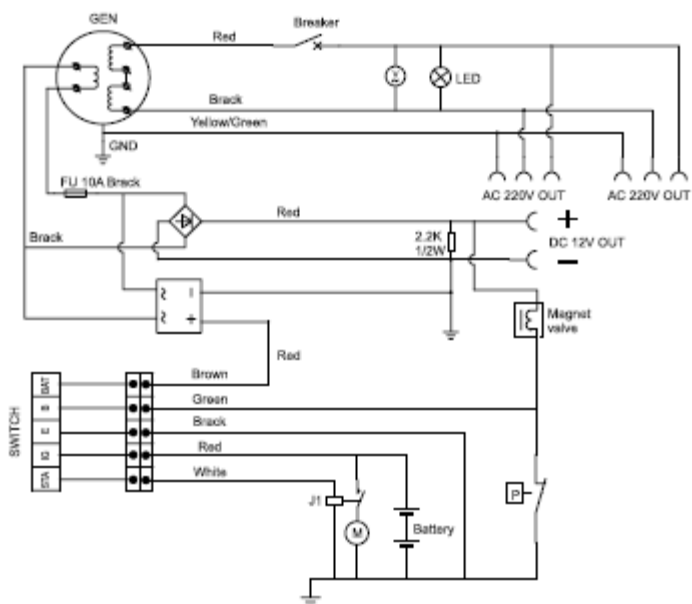 GEN
Red
Breaker
V
LED
Brack
Yellow/Green
GND
AC 220V OUT
AC 220V OUT
FU 10A Brack
Red
+
DC 12V OUT
−
Brack
2.2K
1/2W
~ −
~ +
Magnet
valve
Red
SWITCH
BAT
B
E
IG
STA
Brown
Green
Brack
Red
White
J1
M
Battery
P